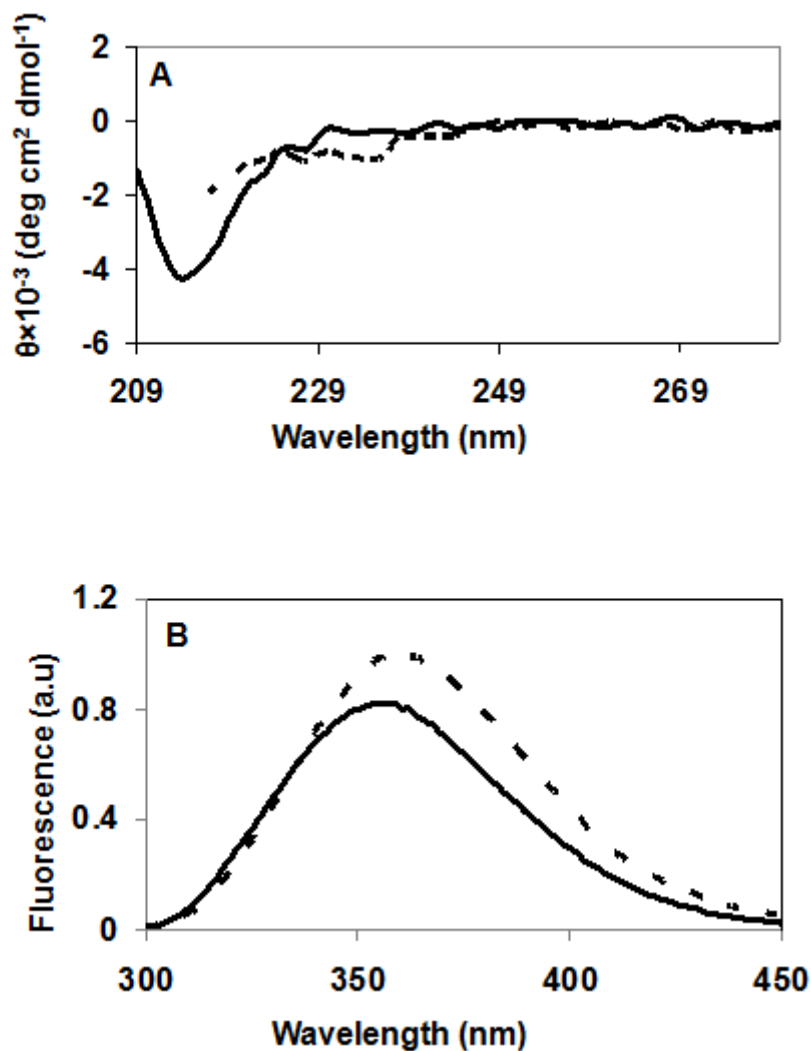 A
2
0
-2
-4
-6
θ×10⁻³ (deg cm² dmol⁻¹)
209 229 249 269
Wavelength (nm)
B
1.2
0.8
0.4
0
Fluorescence (a.u)
300 350 400 450
Wavelength (nm)